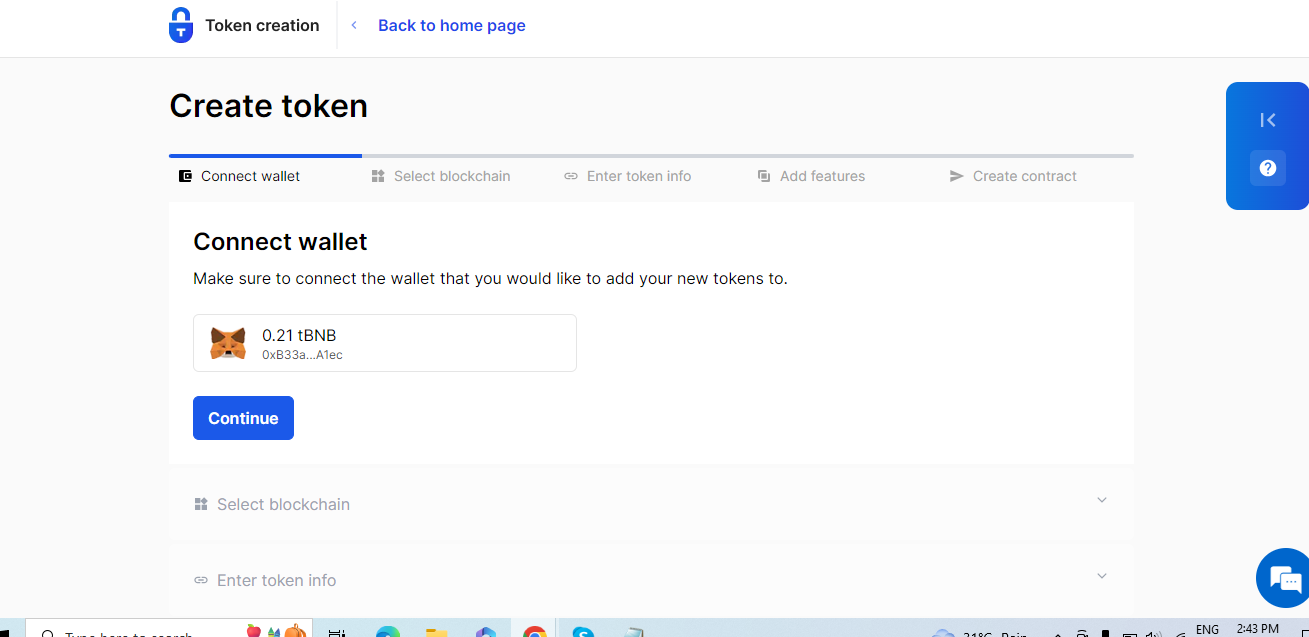 Token creation
Back to home page
Create token
Connect wallet
Select blockchain
Enter token info
Add features
Create contract
Connect wallet
Make sure to connect the wallet that you would like to add your new tokens to.
0.21 tBNB
0xB33a...A1ec
Continue
Select blockchain
Enter token info
Type here to search
31°C Rain
ENG
2:43 PM